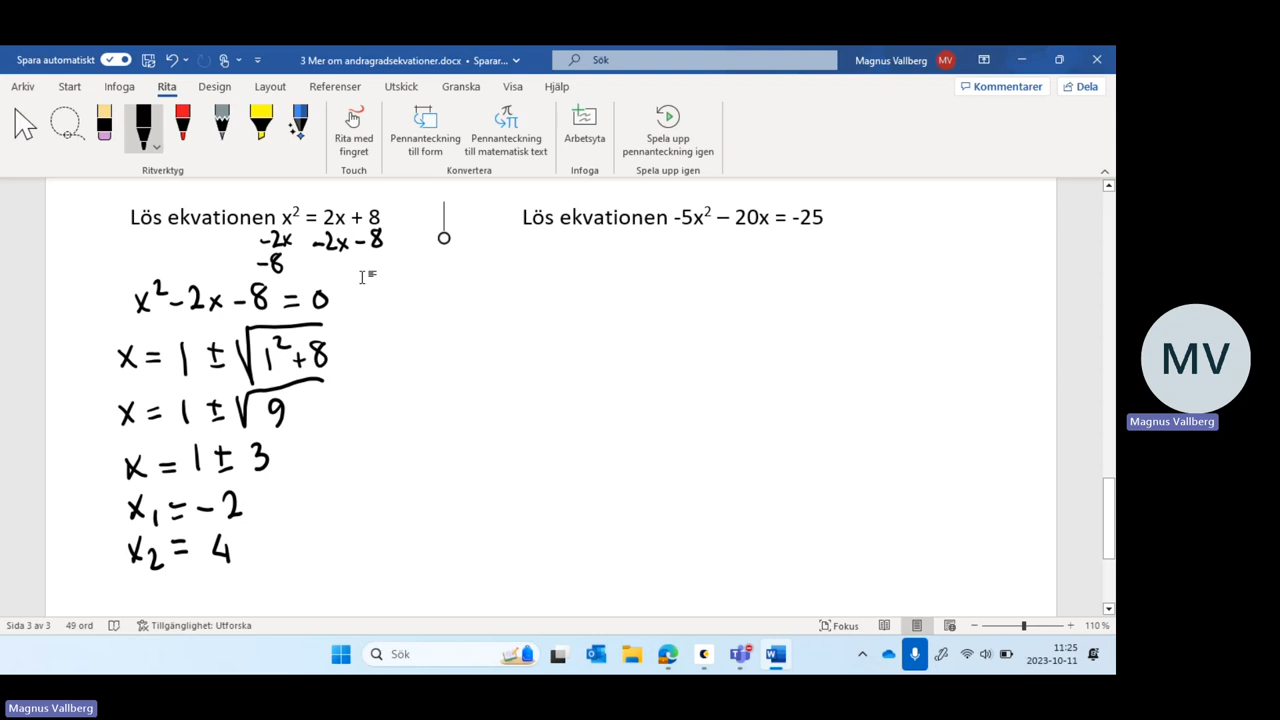 Spara automatiskt
3 Mer om andragradsekvationer.docx • Sparar...
Sök
Magnus Vallberg MV
Arkiv Start Infoga Rita Design Layout Referenser Utskick Granska Visa Hjälp
Kommentarer Dela
Rita med fingret
Pennanteckning till form
Pennanteckning till matematisk text
Arbetsyta
Spela upp pennanteckning igen
Ritverktyg Touch Konvertera Infoga Spela upp igen
Lös ekvationen x² = 2x + 8
-2x -2x - 8
-8
x² - 2x - 8 = 0
x = 1 ± √(1² + 8)
x = 1 ± √9
x = 1 ± 3
x₁ = -2
x₂ = 4
Lös ekvationen -5x² – 20x = -25
MV
Magnus Vallberg
Sida 3 av 3 49 ord Tillgänglighet: Utforska Fokus 110 %
Sök
11:25
2023-10-11
Magnus Vallberg